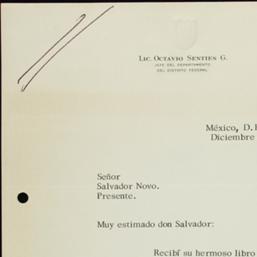 Lic. Octavio Senties G.
JEFE DEL DEPARTAMENTO
DEL DISTRITO FEDERAL
México, D.
Diciembre
Señor
Salvador Novo.
Presente.
Muy estimado don Salvador:
Recibí su hermoso libro